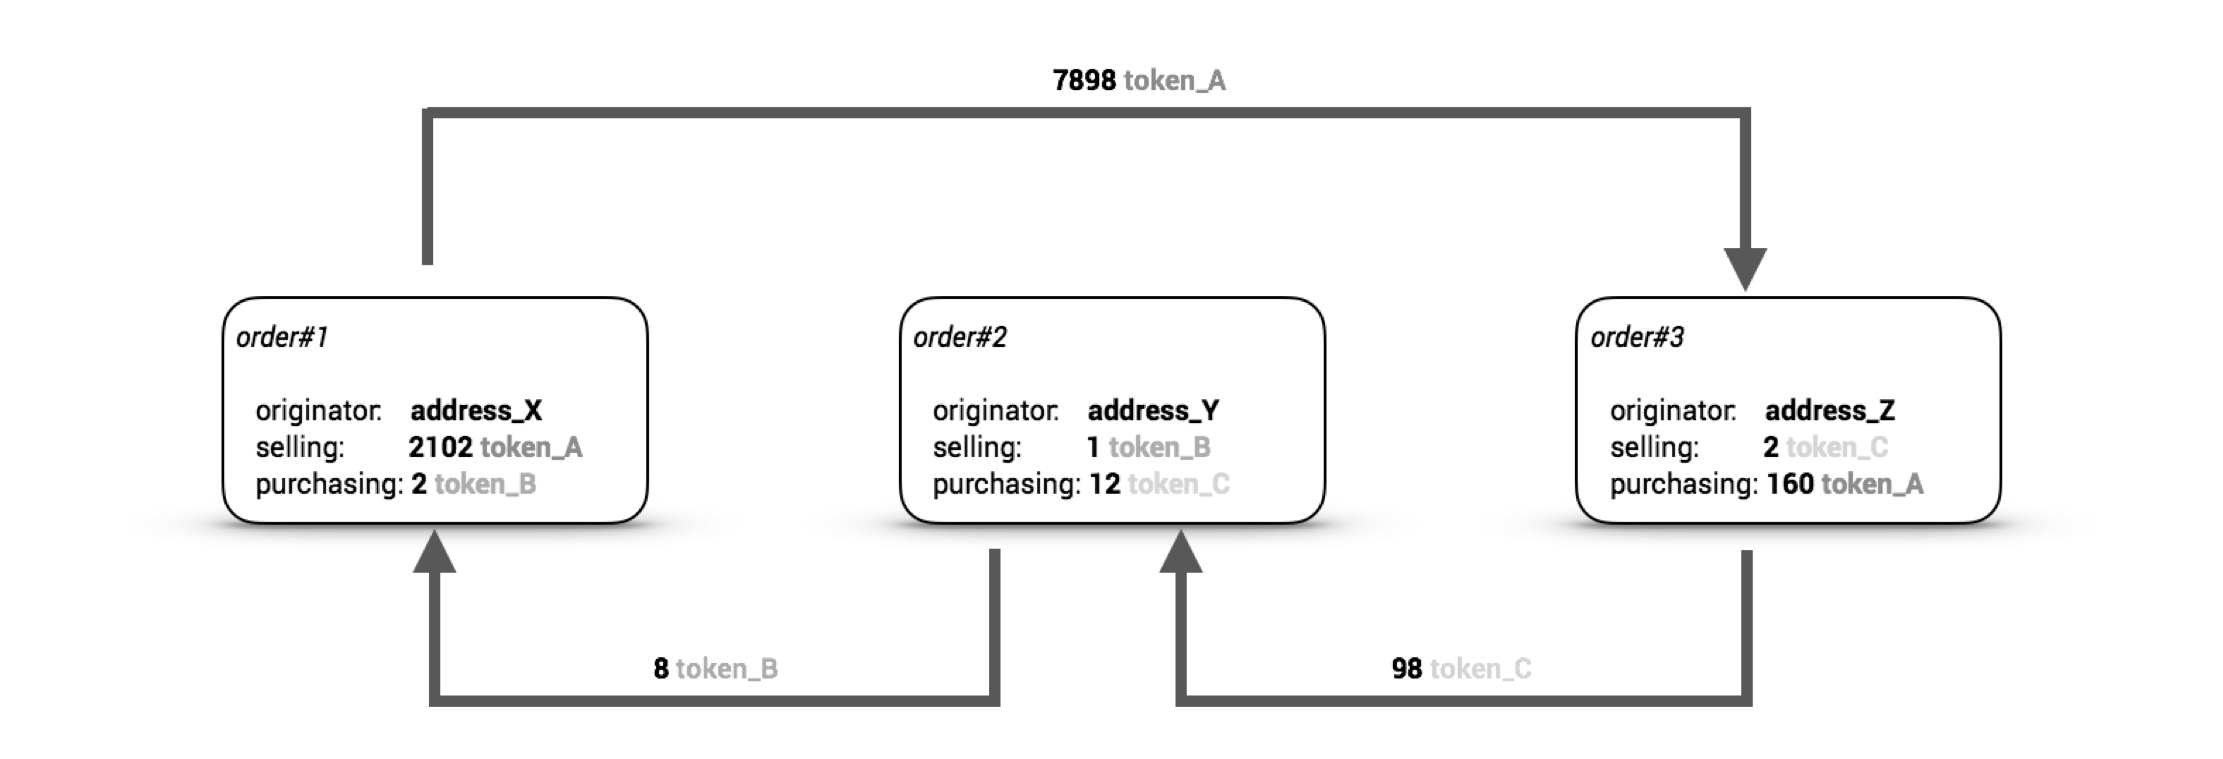 7898 token_A
order#1
originator: address_X
selling: 2102 token_A
purchasing: 2 token_B
order#2
originator: address_Y
selling: 1 token_B
purchasing: 12 token_C
order#3
originator: address_Z
selling: 2 token_C
purchasing: 160 token_A
8 token_B
98 token_C